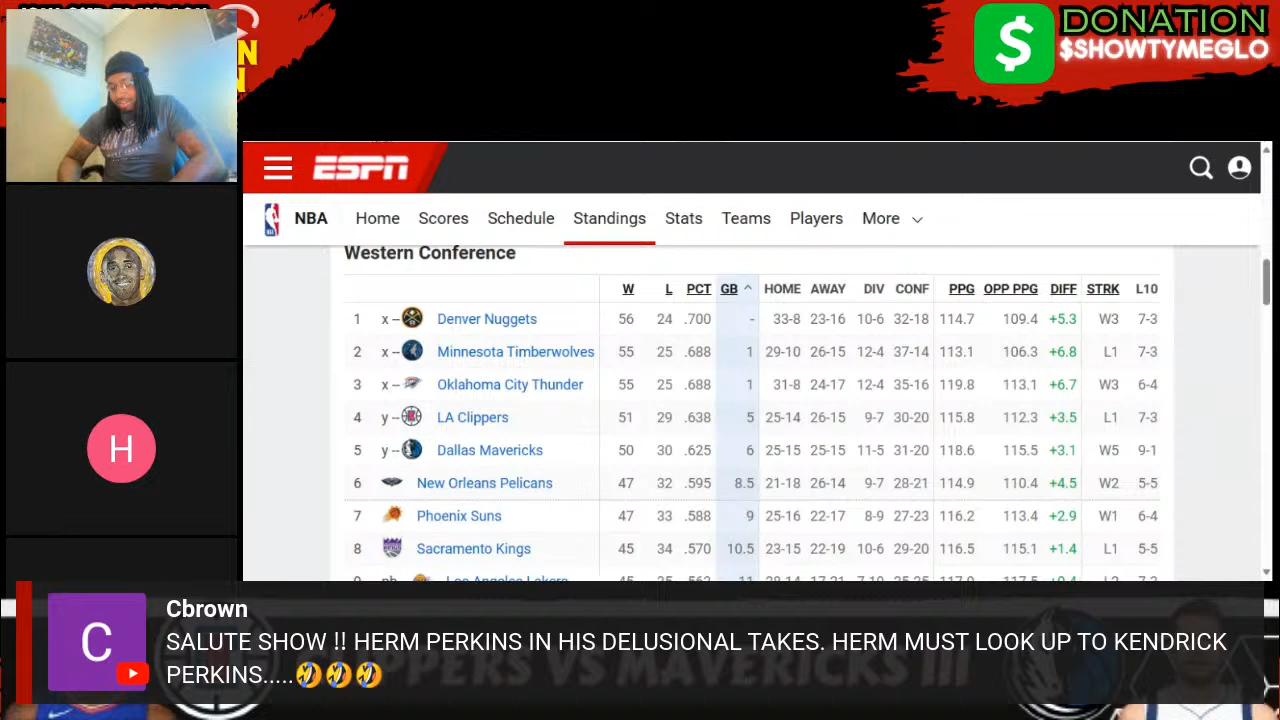 DONATION
$SHOWTYMEGLO
ESPN
NBA Home Scores Schedule Standings Stats Teams Players More
Western Conference
W L PCT GB HOME AWAY DIV CONF PPG OPP PPG DIFF STRK L10
1 x -- Denver Nuggets 56 24 .700 - 33-8 23-16 10-6 32-18 114.7 109.4 +5.3 W3 7-3
2 x -- Minnesota Timberwolves 55 25 .688 1 29-10 26-15 12-4 37-14 113.1 106.3 +6.8 L1 7-3
3 x -- Oklahoma City Thunder 55 25 .688 1 31-8 24-17 12-4 35-16 119.8 113.1 +6.7 W3 6-4
4 y -- LA Clippers 51 29 .638 5 25-14 26-15 9-7 30-20 115.8 112.3 +3.5 L1 7-3
5 y -- Dallas Mavericks 50 30 .625 6 25-15 25-15 11-5 31-20 118.6 115.5 +3.1 W5 9-1
6 New Orleans Pelicans 47 32 .595 8.5 21-18 26-14 9-7 28-21 114.9 110.4 +4.5 W2 5-5
7 Phoenix Suns 47 33 .588 9 25-16 22-17 8-9 27-23 116.2 113.4 +2.9 W1 6-4
8 Sacramento Kings 45 34 .570 10.5 23-15 22-19 10-6 29-20 116.5 115.1 +1.4 L1 5-5
Los Angeles Lakers
H
C
Cbrown
SALUTE SHOW !! HERM PERKINS IN HIS DELUSIONAL TAKES. HERM MUST LOOK UP TO KENDRICK
PERKINS.....🤣🤣🤣
VS MAVERICKS